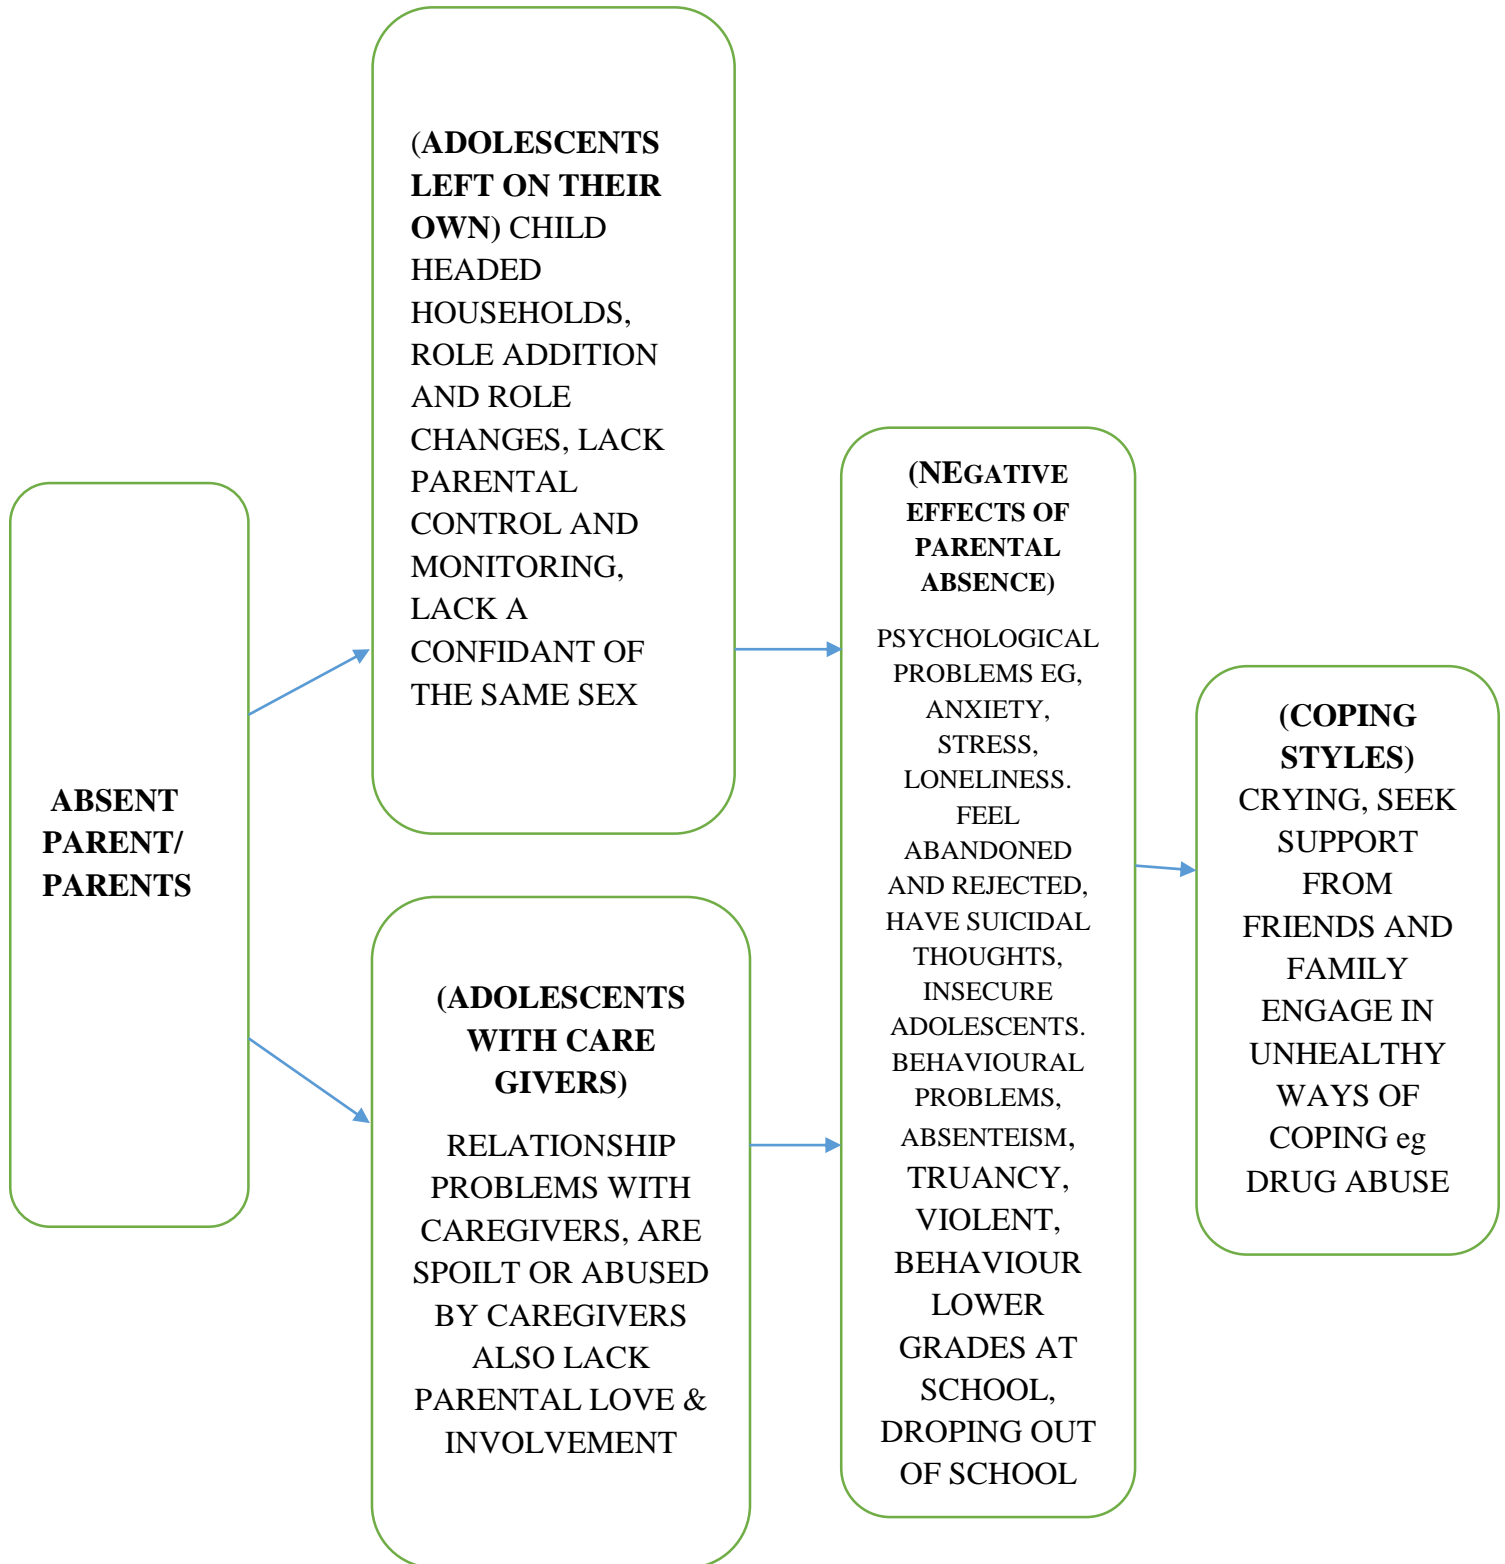 ABSENT
PARENT/
PARENTS
(ADOLESCENTS
LEFT ON THEIR
OWN) CHILD
HEADED
HOUSEHOLDS,
ROLE ADDITION
AND ROLE
CHANGES, LACK
PARENTAL
CONTROL AND
MONITORING,
LACK A
CONFIDANT OF
THE SAME SEX
(ADOLESCENTS
WITH CARE
GIVERS)
RELATIONSHIP
PROBLEMS WITH
CAREGIVERS, ARE
SPOILT OR ABUSED
BY CAREGIVERS
ALSO LACK
PARENTAL LOVE &
INVOLVEMENT
(NEGATIVE
EFFECTS OF
PARENTAL
ABSENCE)
PSYCHOLOGICAL
PROBLEMS EG,
ANXIETY,
STRESS,
LONELINESS.
FEEL
ABANDONED
AND REJECTED,
HAVE SUICIDAL
THOUGHTS,
INSECURE
ADOLESCENTS.
BEHAVIOURAL
PROBLEMS,
ABSENTEISM,
TRUANCY,
VIOLENT,
BEHAVIOUR
LOWER
GRADES AT
SCHOOL,
DROPING OUT
OF SCHOOL
(COPING
STYLES)
CRYING, SEEK
SUPPORT
FROM
FRIENDS AND
FAMILY
ENGAGE IN
UNHEALTHY
WAYS OF
COPING eg
DRUG ABUSE